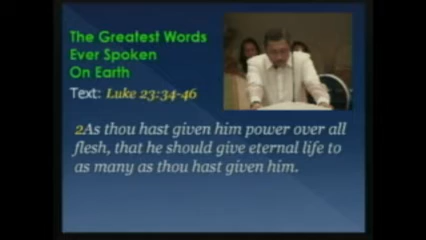 The Greatest Words
Ever Spoken
On Earth
Text: Luke 23:34-46
2As thou hast given him power over all
flesh, that he should give eternal life to
as many as thou hast given him.